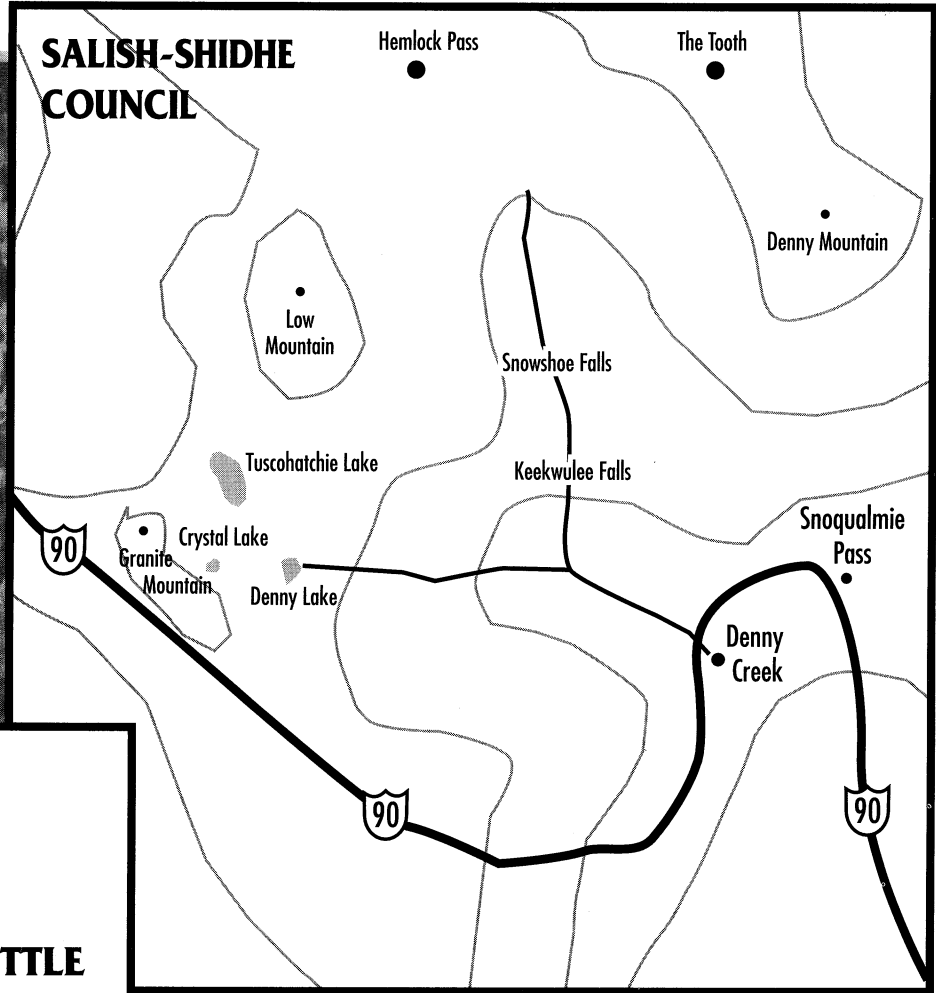 SALISH-SHIDHE
COUNCIL
Hemlock Pass
The Tooth
Denny Mountain
Low
Mountain
Snowshoe Falls
Tuscohatchie Lake
Keekwulee Falls
Snoqualmie
Pass
90
Crystal Lake
Granite
Mountain
Denny Lake
Denny
Creek
90
90
TTLE